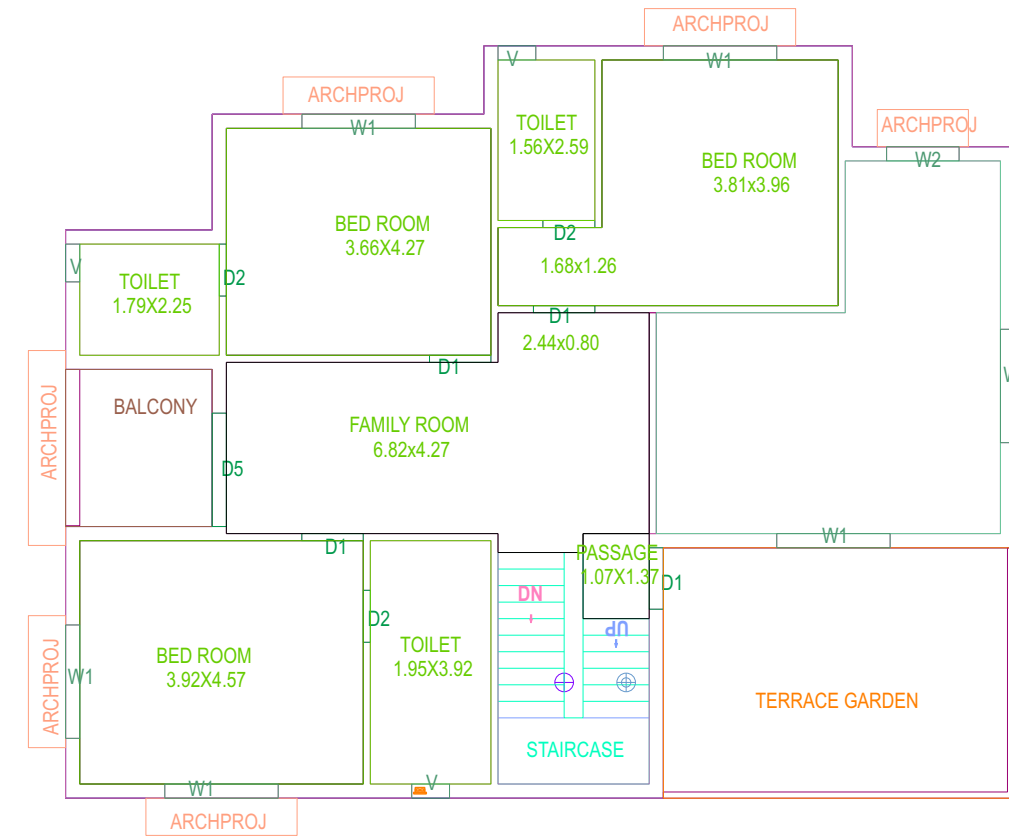 ARCHPROJ
W1
V
ARCHPROJ
W1
TOILET
1.56X2.59
BED ROOM
3.81x3.96
ARCHPROJ
W2
BED ROOM
3.66X4.27
D2
1.68x1.26
V
TOILET
1.79X2.25
D2
D1
2.44x0.80
D1
ARCHPROJ
BALCONY
FAMILY ROOM
6.82x4.27
D5
D1
W1
PASSAGE
1.07X1.37
D1
DN
UP
D2
TOILET
1.95X3.92
BED ROOM
3.92X4.57
ARCHPROJ
W1
TERRACE GARDEN
STAIRCASE
W1
V
ARCHPROJ